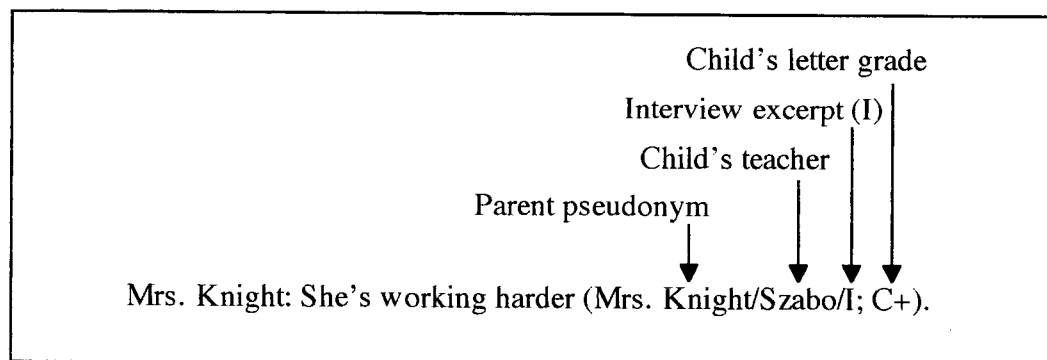 Child's letter grade
Interview excerpt (I)
Child's teacher
Parent pseudonym
Mrs. Knight: She's working harder (Mrs. Knight/Szabo/I; C+).